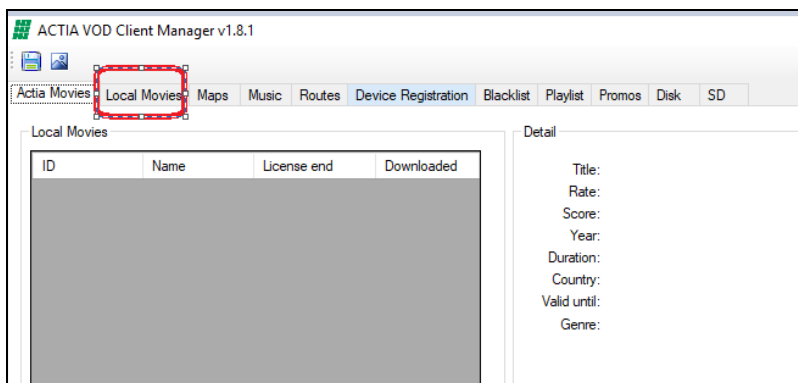 ACTIA VOD Client Manager v1.8.1
Actia Movies Local Movies Maps Music Routes Device Registration Blacklist Playlist Promos Disk SD
Local Movies
ID Name License end Downloaded
Detail
Title:
Rate:
Score:
Year:
Duration:
Country:
Valid until:
Genre: